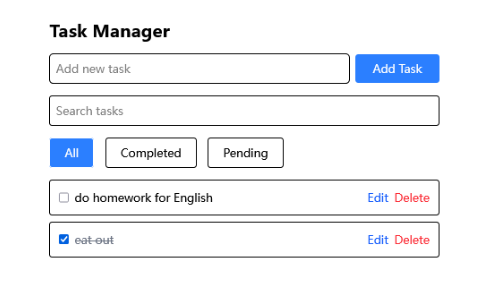 Task Manager
Add new task
Add Task
Search tasks
All
Completed
Pending
do homework for English
Edit Delete
eat out
Edit Delete